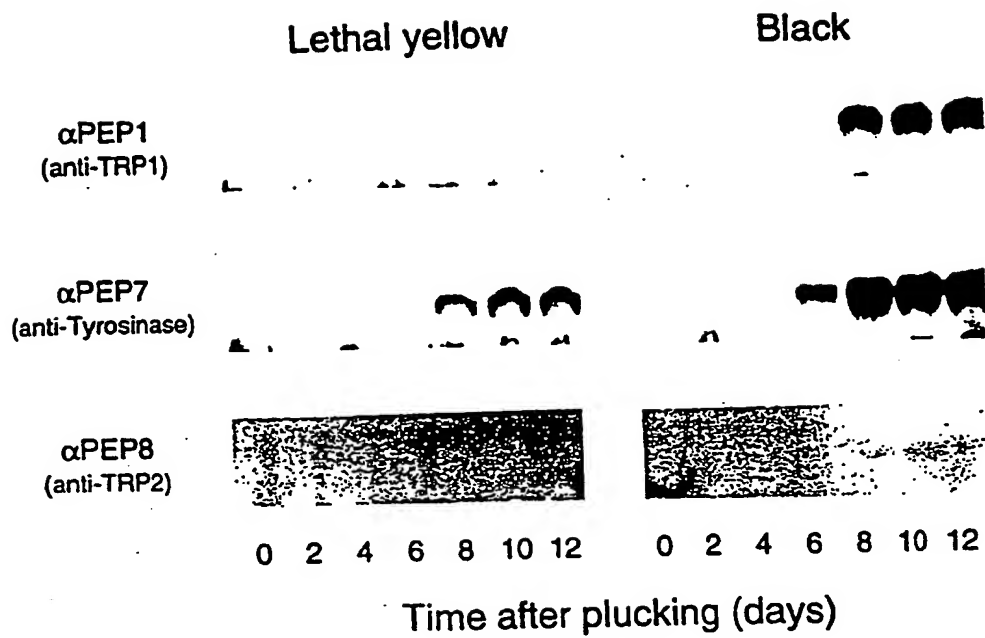 Lethal yellow Black
αPEP1
(anti-TRP1)
αPEP7
(anti-Tyrosinase)
αPEP8
(anti-TRP2)
0 2 4 6 8 10 12 0 2 4 6 8 10 12
Time after plucking (days)